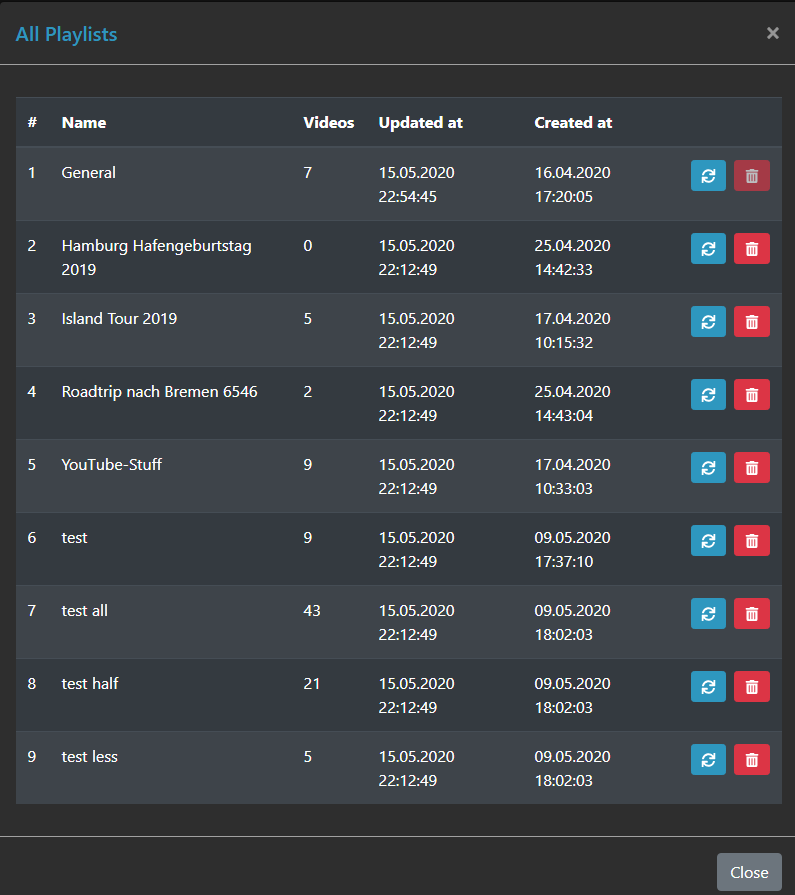 All Playlists ×
# Name Videos Updated at Created at
1 General 7 15.05.2020 16.04.2020
22:54:45 17:20:05
2 Hamburg Hafengeburtstag 0 15.05.2020 25.04.2020
2019 22:12:49 14:42:33
3 Island Tour 2019 5 15.05.2020 17.04.2020
22:12:49 10:15:32
4 Roadtrip nach Bremen 6546 2 15.05.2020 25.04.2020
22:12:49 14:43:04
5 YouTube-Stuff 9 15.05.2020 17.04.2020
22:12:49 10:33:03
6 test 9 15.05.2020 09.05.2020
22:12:49 17:37:10
7 test all 43 15.05.2020 09.05.2020
22:12:49 18:02:03
8 test half 21 15.05.2020 09.05.2020
22:12:49 18:02:03
9 test less 5 15.05.2020 09.05.2020
22:12:49 18:02:03
Close